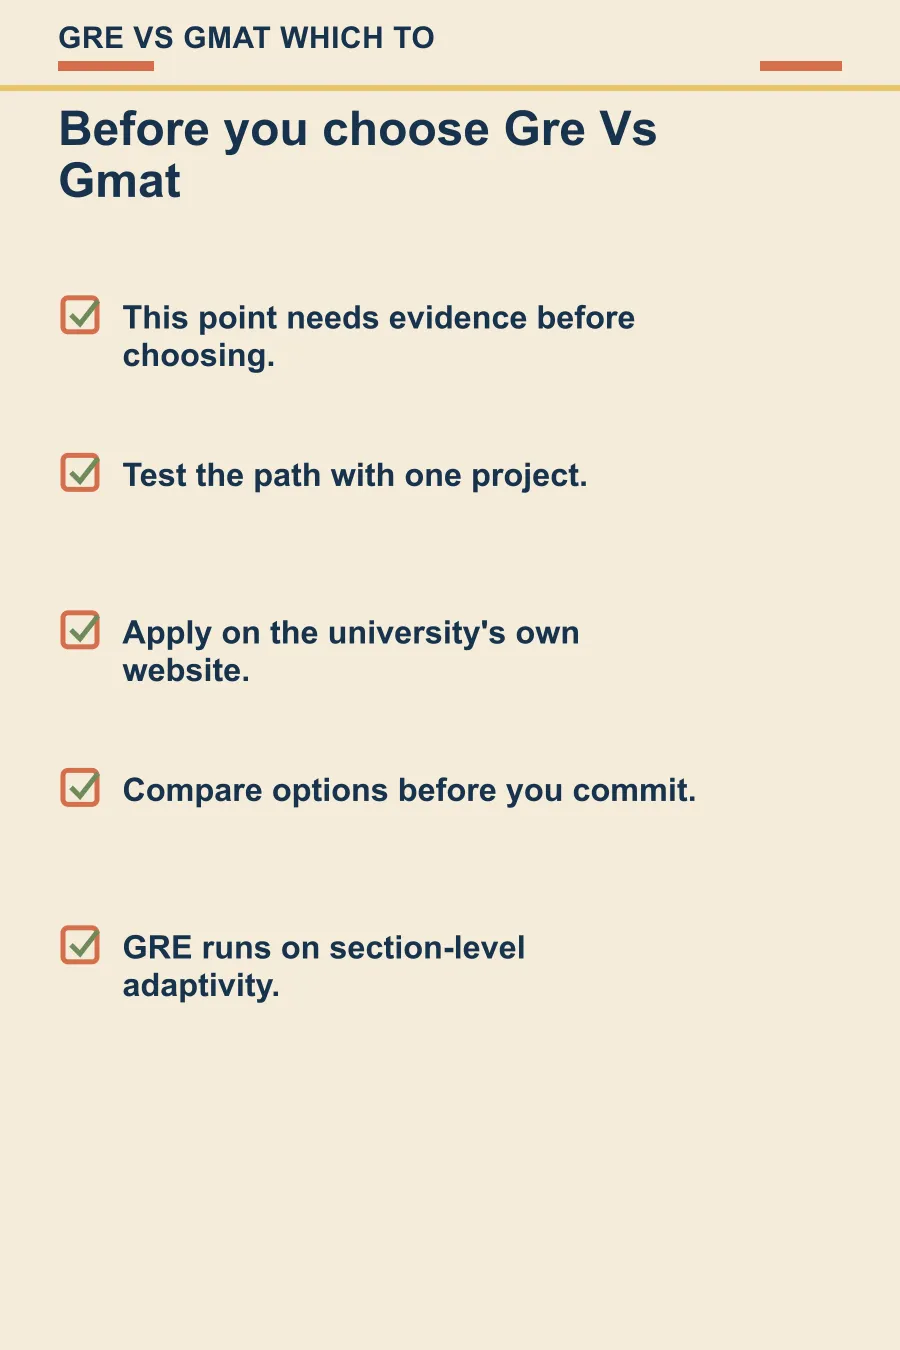 GRE VS GMAT WHICH TO
Before you choose Gre Vs
Gmat
This point needs evidence before
choosing.
Test the path with one project.
Apply on the university's own
website.
Compare options before you commit.
GRE runs on section-level
adaptivity.